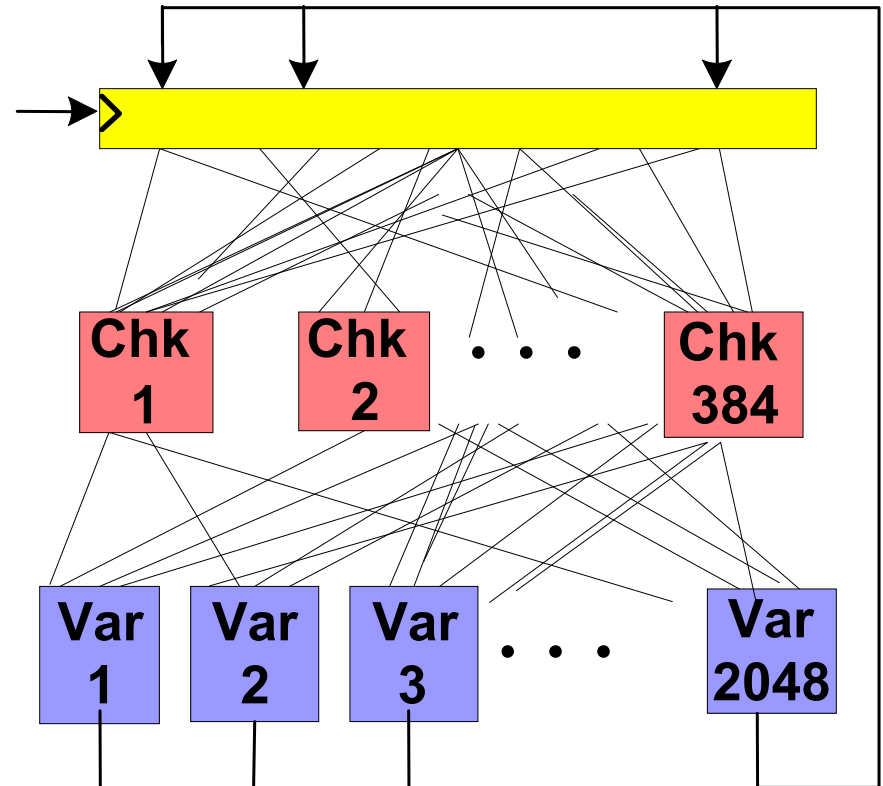 Chk
1
Chk
2
. . .
Chk
384
Var
1
Var
2
Var
3
. . .
Var
2048